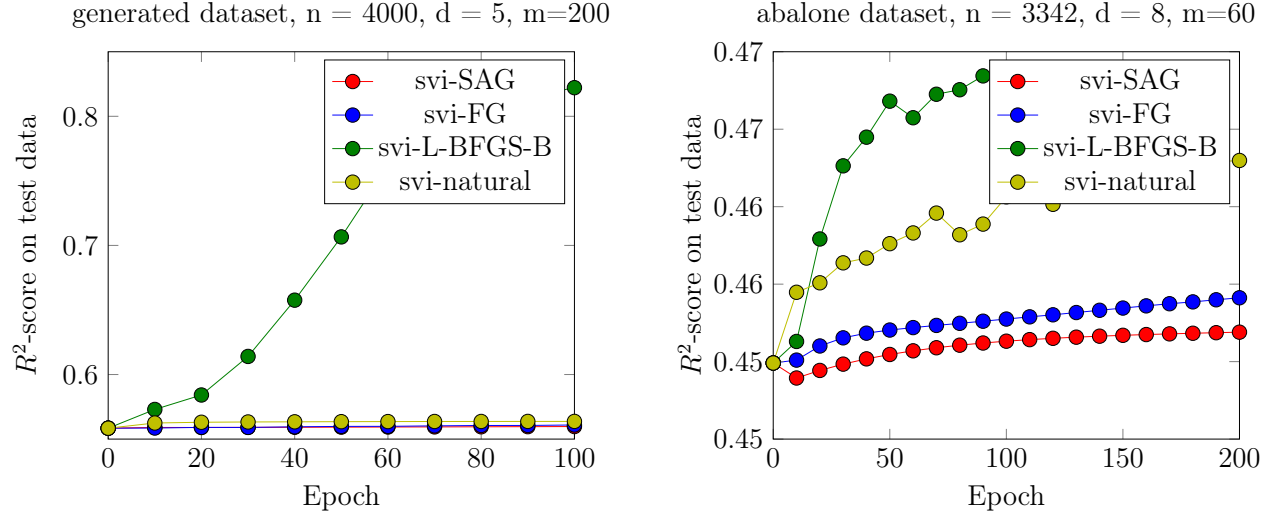 generated dataset, n = 4000, d = 5, m=200
svi-SAG
svi-FG
svi-L-BFGS-B
svi-natural
0.8
0.7
0.6
R²-score on test data
0
20
40
60
80
100
Epoch
abalone dataset, n = 3342, d = 8, m=60
svi-SAG
svi-FG
svi-L-BFGS-B
svi-natural
0.47
0.47
0.46
0.46
0.45
0.45
R²-score on test data
0
50
100
150
200
Epoch